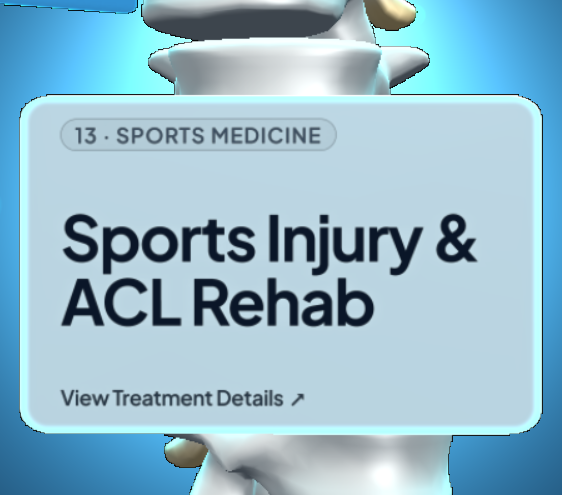 13 · SPORTS MEDICINE
Sports Injury &
ACL Rehab
View Treatment Details ↗